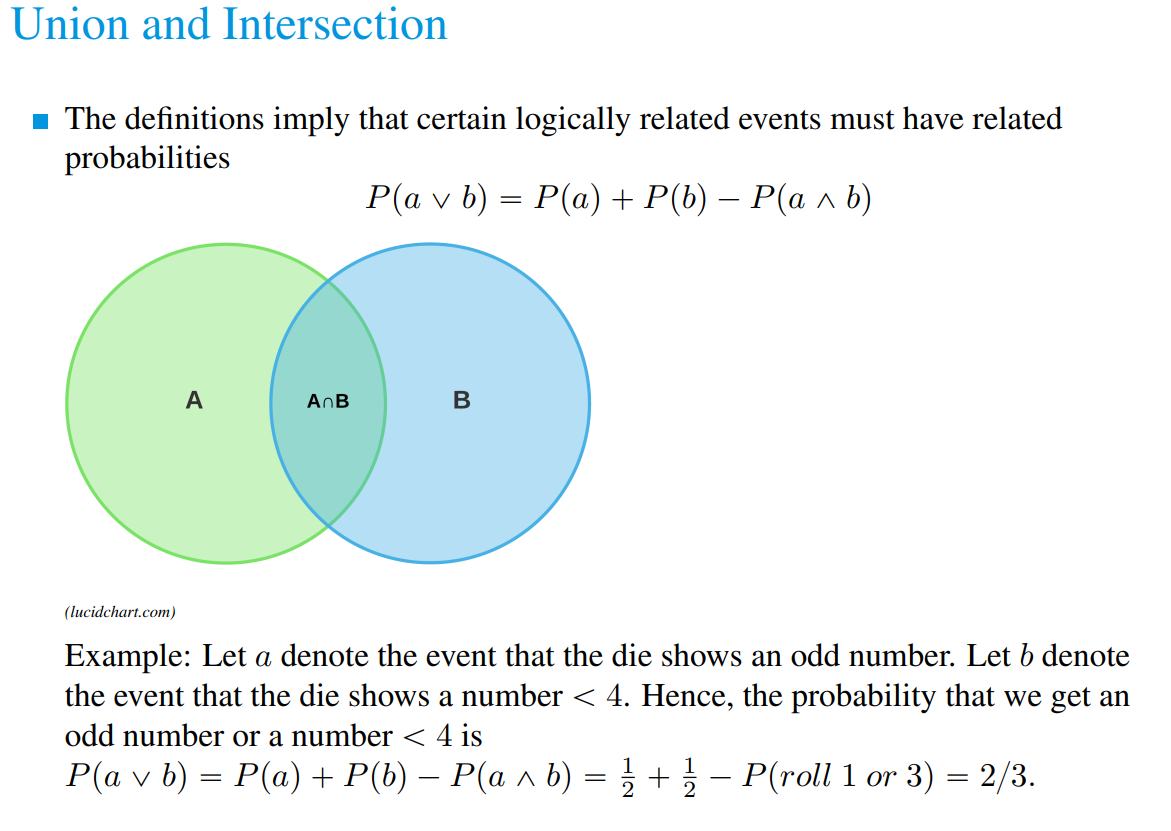 Union and Intersection
The definitions imply that certain logically related events must have related
probabilities
P(a ∨ b) = P(a) + P(b) − P(a ∧ b)
A
A∩B
B
(lucidchart.com)
Example: Let a denote the event that the die shows an odd number. Let b denote
the event that the die shows a number < 4. Hence, the probability that we get an
odd number or a number < 4 is
P(a ∨ b) = P(a) + P(b) − P(a ∧ b) = 1/2 + 1/2 − P(roll 1 or 3) = 2/3.